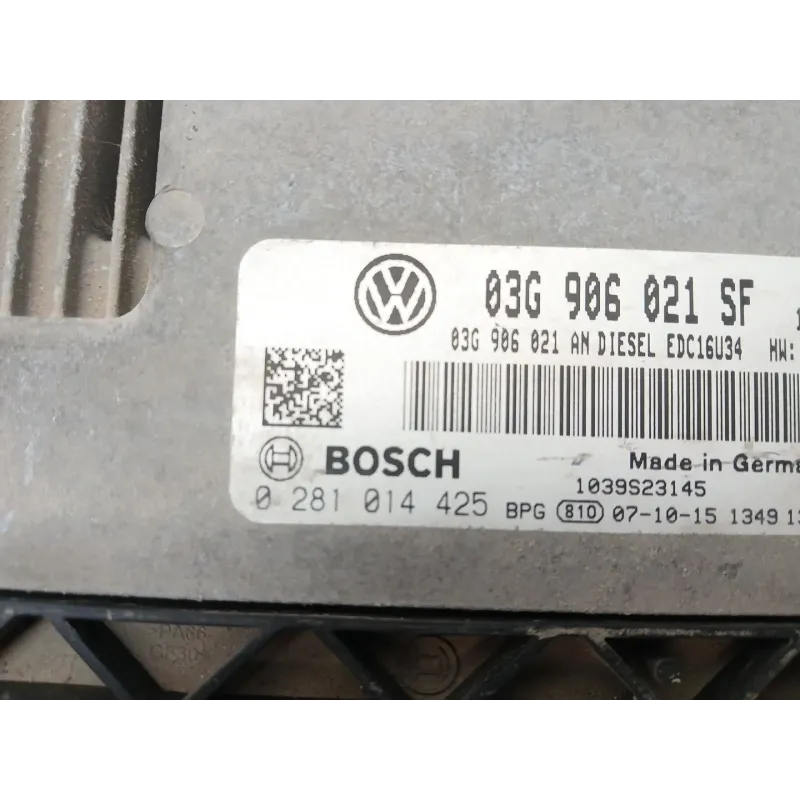 03G 906 021 SF
03G 906 021 AN DIESEL EDC16U34 HW:
BOSCH
Made in Germa
1039S23145
0 281 014 425 BPG 810 07-10-15 1349